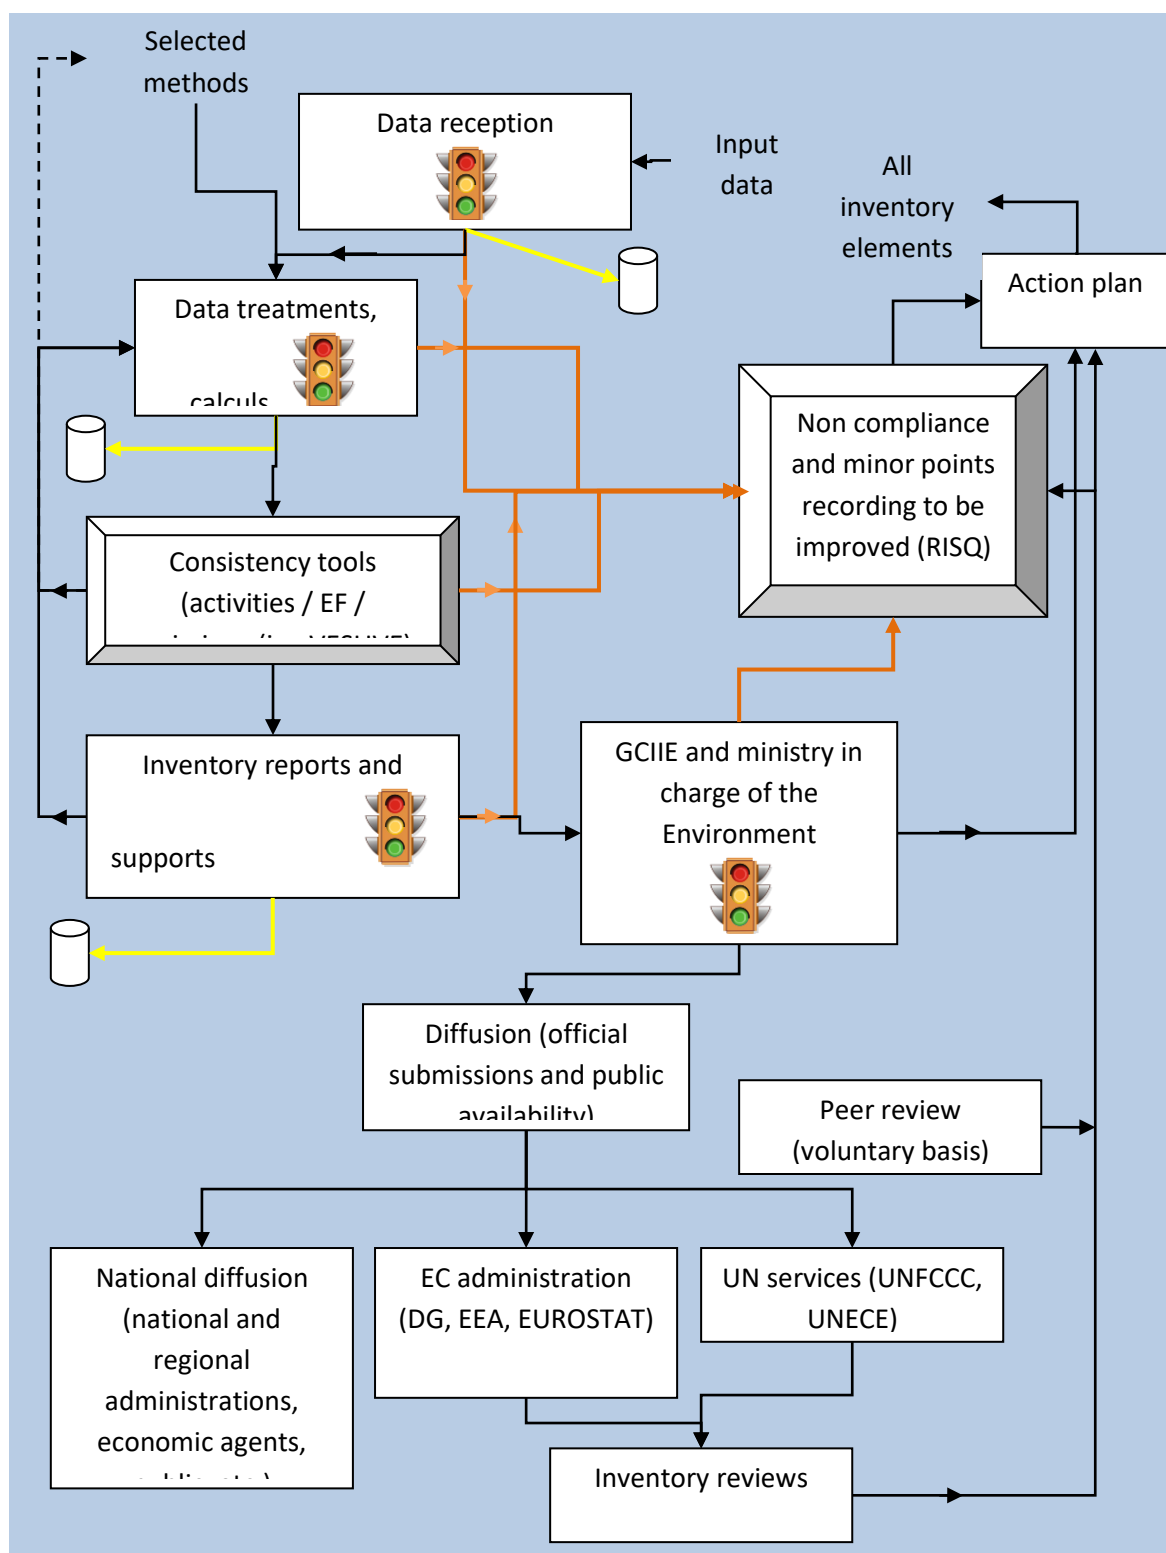 Selected
methods
Data reception
Input
data
All
inventory
elements
Action plan
Data treatments,
calculs
Non compliance
and minor points
recording to be
improved (RISQ)
Consistency tools
(activities / EF /
Inventory reports and
supports
GCIIE and ministry in
charge of the
Environment
Diffusion (official
submissions and public
availability)
Peer review
(voluntary basis)
National diffusion
(national and
regional
administrations,
economic agents,
EC administration
(DG, EEA, EUROSTAT)
UN services (UNFCCC,
UNECE)
Inventory reviews